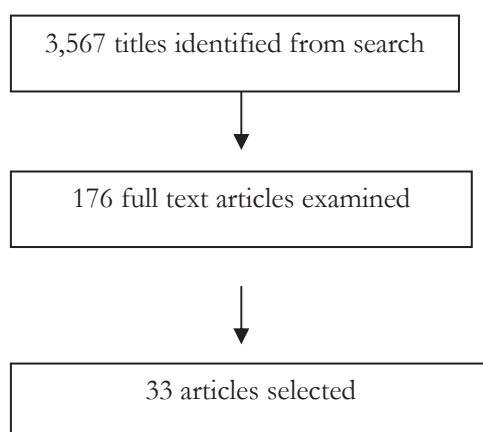 3,567 titles identified from search
176 full text articles examined
33 articles selected